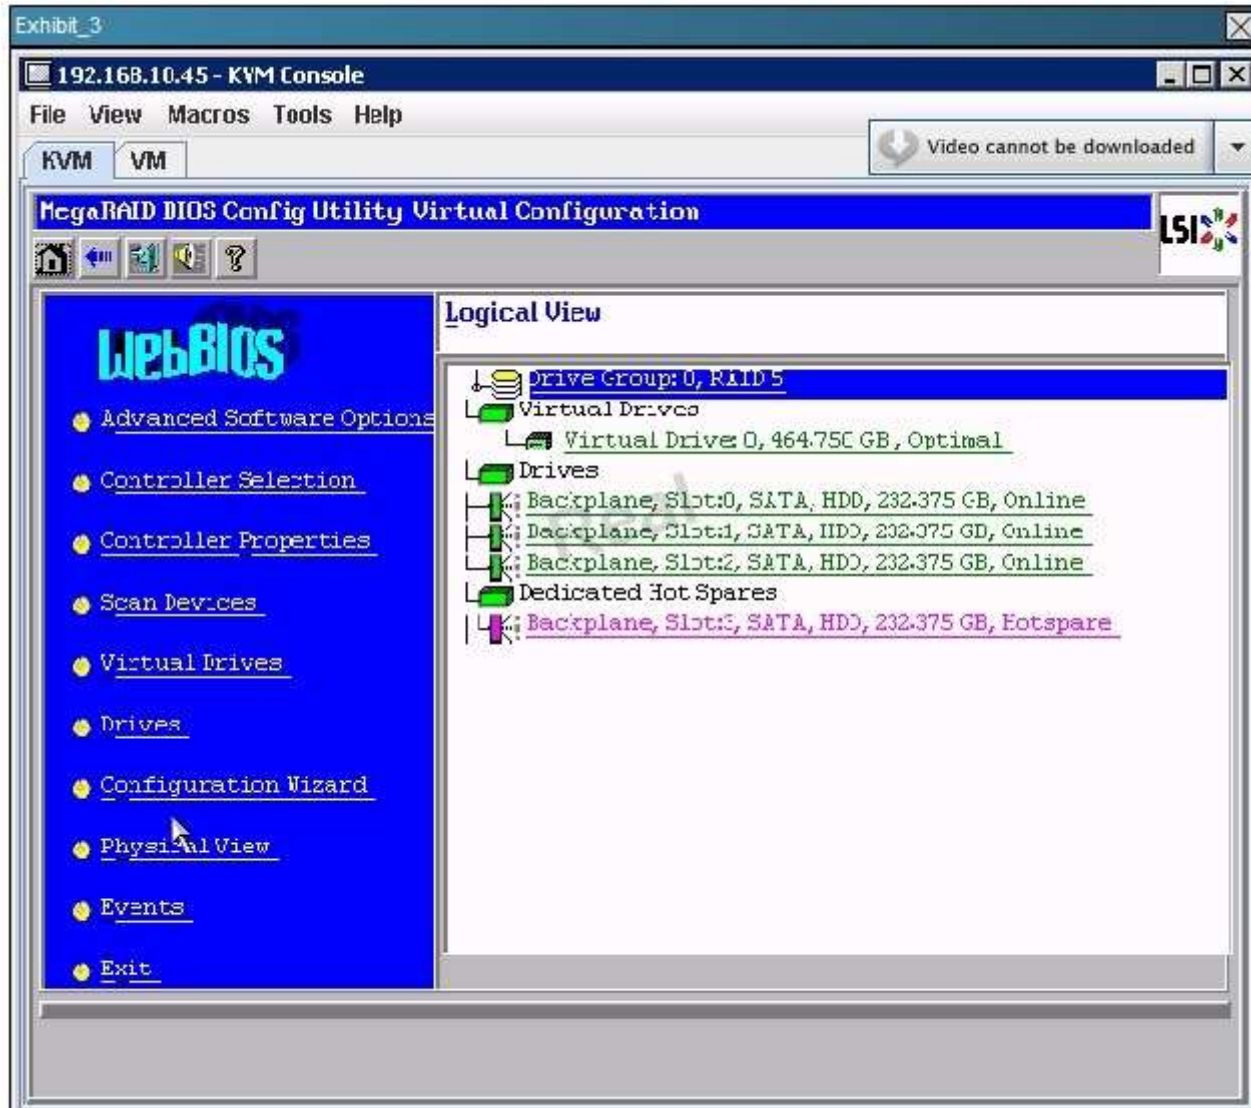 Exhibit_3
192.168.10.45 - KVM Console
File View Macros Tools Help
Video cannot be downloaded
KVM VM
MegaRAID BIOS Config Utility Virtual Configuration
LSI
WebBIOS
Logical View
Drive Group: 0, RAID 5
Virtual Drives
Virtual Drive: 0, 464.750 GB, Optimal
Drives
Backplane, Slot:0, SATA, HDD, 232.375 GB, Online
Backplane, Slot:1, SATA, HDD, 232.375 GB, Online
Backplane, Slot:2, SATA, HDD, 232.375 GB, Online
Dedicated Hot Spares
Backplane, Slot:3, SATA, HDD, 232.375 GB, Hotspare
Real
Advanced Software Options
Controller Selection
Controller Properties
Scan Devices
Virtual Drives
Drives
Configuration Wizard
Physical View
Events
Exit